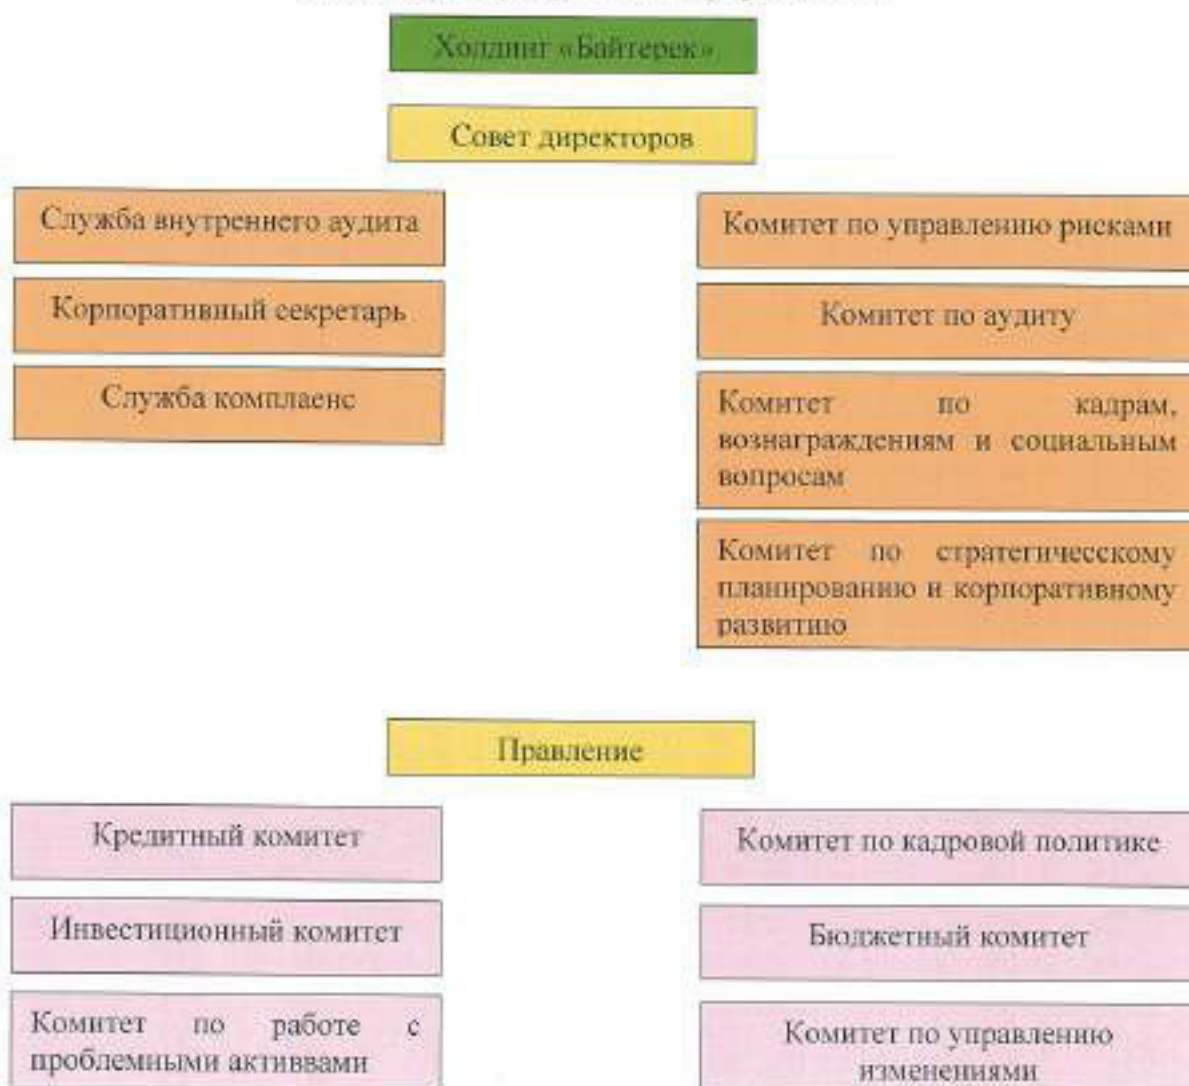 Холдинг «Байтерек»
Совет директоров
Служба внутреннего аудита
Корпоративный секретарь
Служба комплаенс
Комитет по управлению рисками
Комитет по аудиту
Комитет по кадрам,
вознаграждениям и социальным
вопросам
Комитет по стратегичесскому
планированию и корпоративному
развитию
Правление
Кредитный комитет
Инвестиционный комитет
Комитет по работе с
проблемными активвами
Комитет по кадровой политике
Бюджетный комитет
Комитет по управлению
изменениями